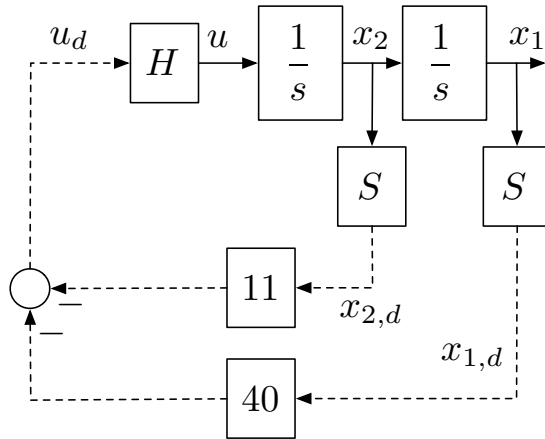 u_d H u 1/s x_2 1/s x_1
S S
11
x_{2,d}
x_{1,d}
40